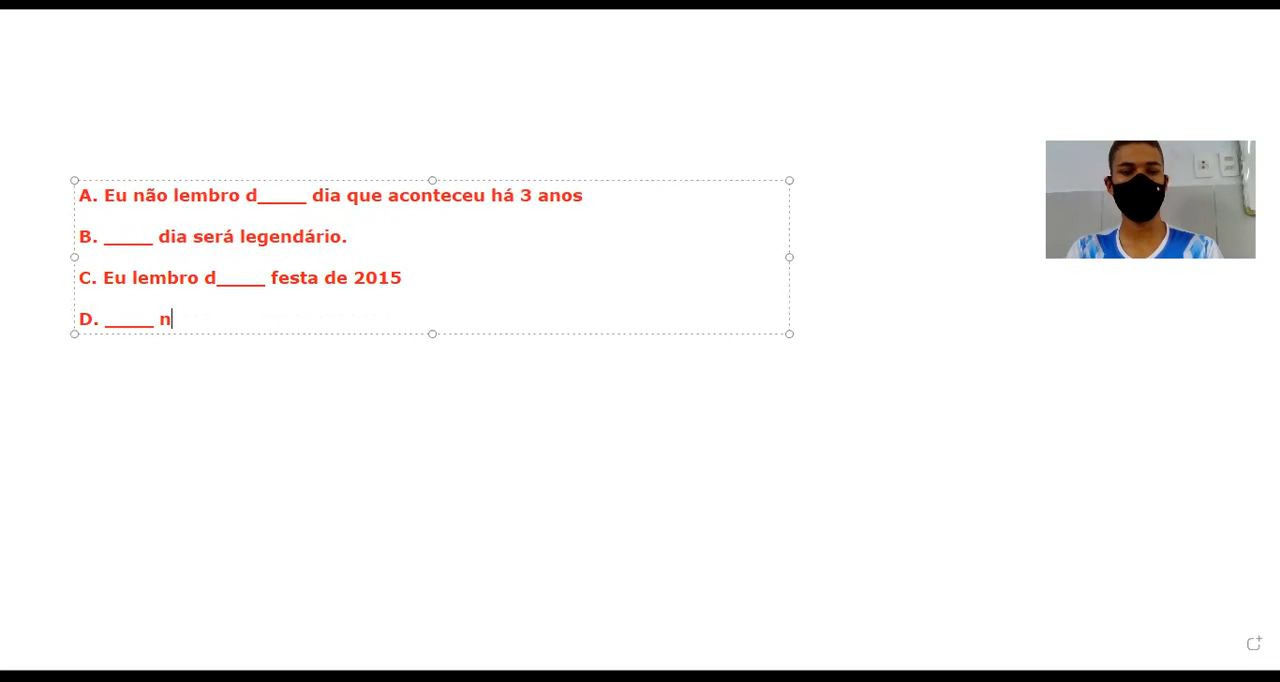 A. Eu não lembro d_____ dia que aconteceu há 3 anos
B. _____ dia será legendário.
C. Eu lembro d_____ festa de 2015
D. _____ n